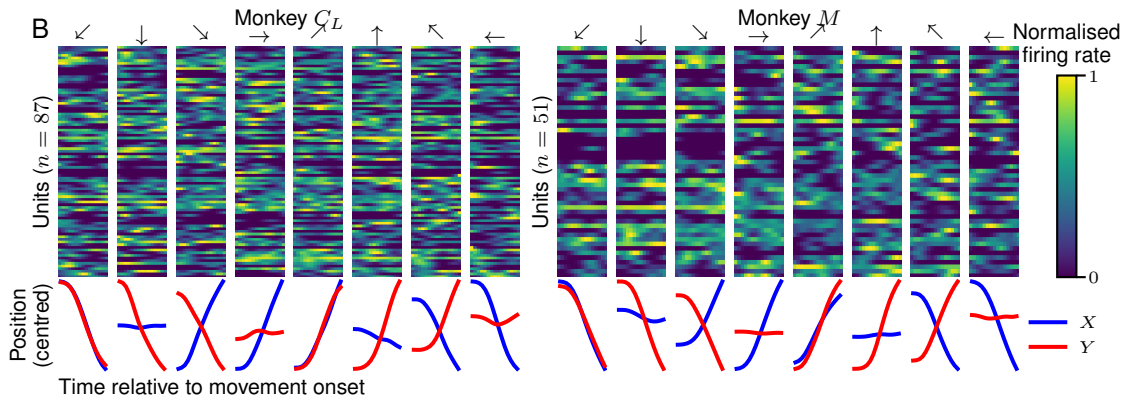 B
Monkey C_L
Monkey M
↙ ↓ ↘ → ↗ ↑ ↖ ←
↙ ↓ ↘ → ↗ ↑ ↖ ←
Normalised
firing rate
1
0
Units (n = 87)
Units (n = 51)
Position
(centred)
X
Y
Time relative to movement onset